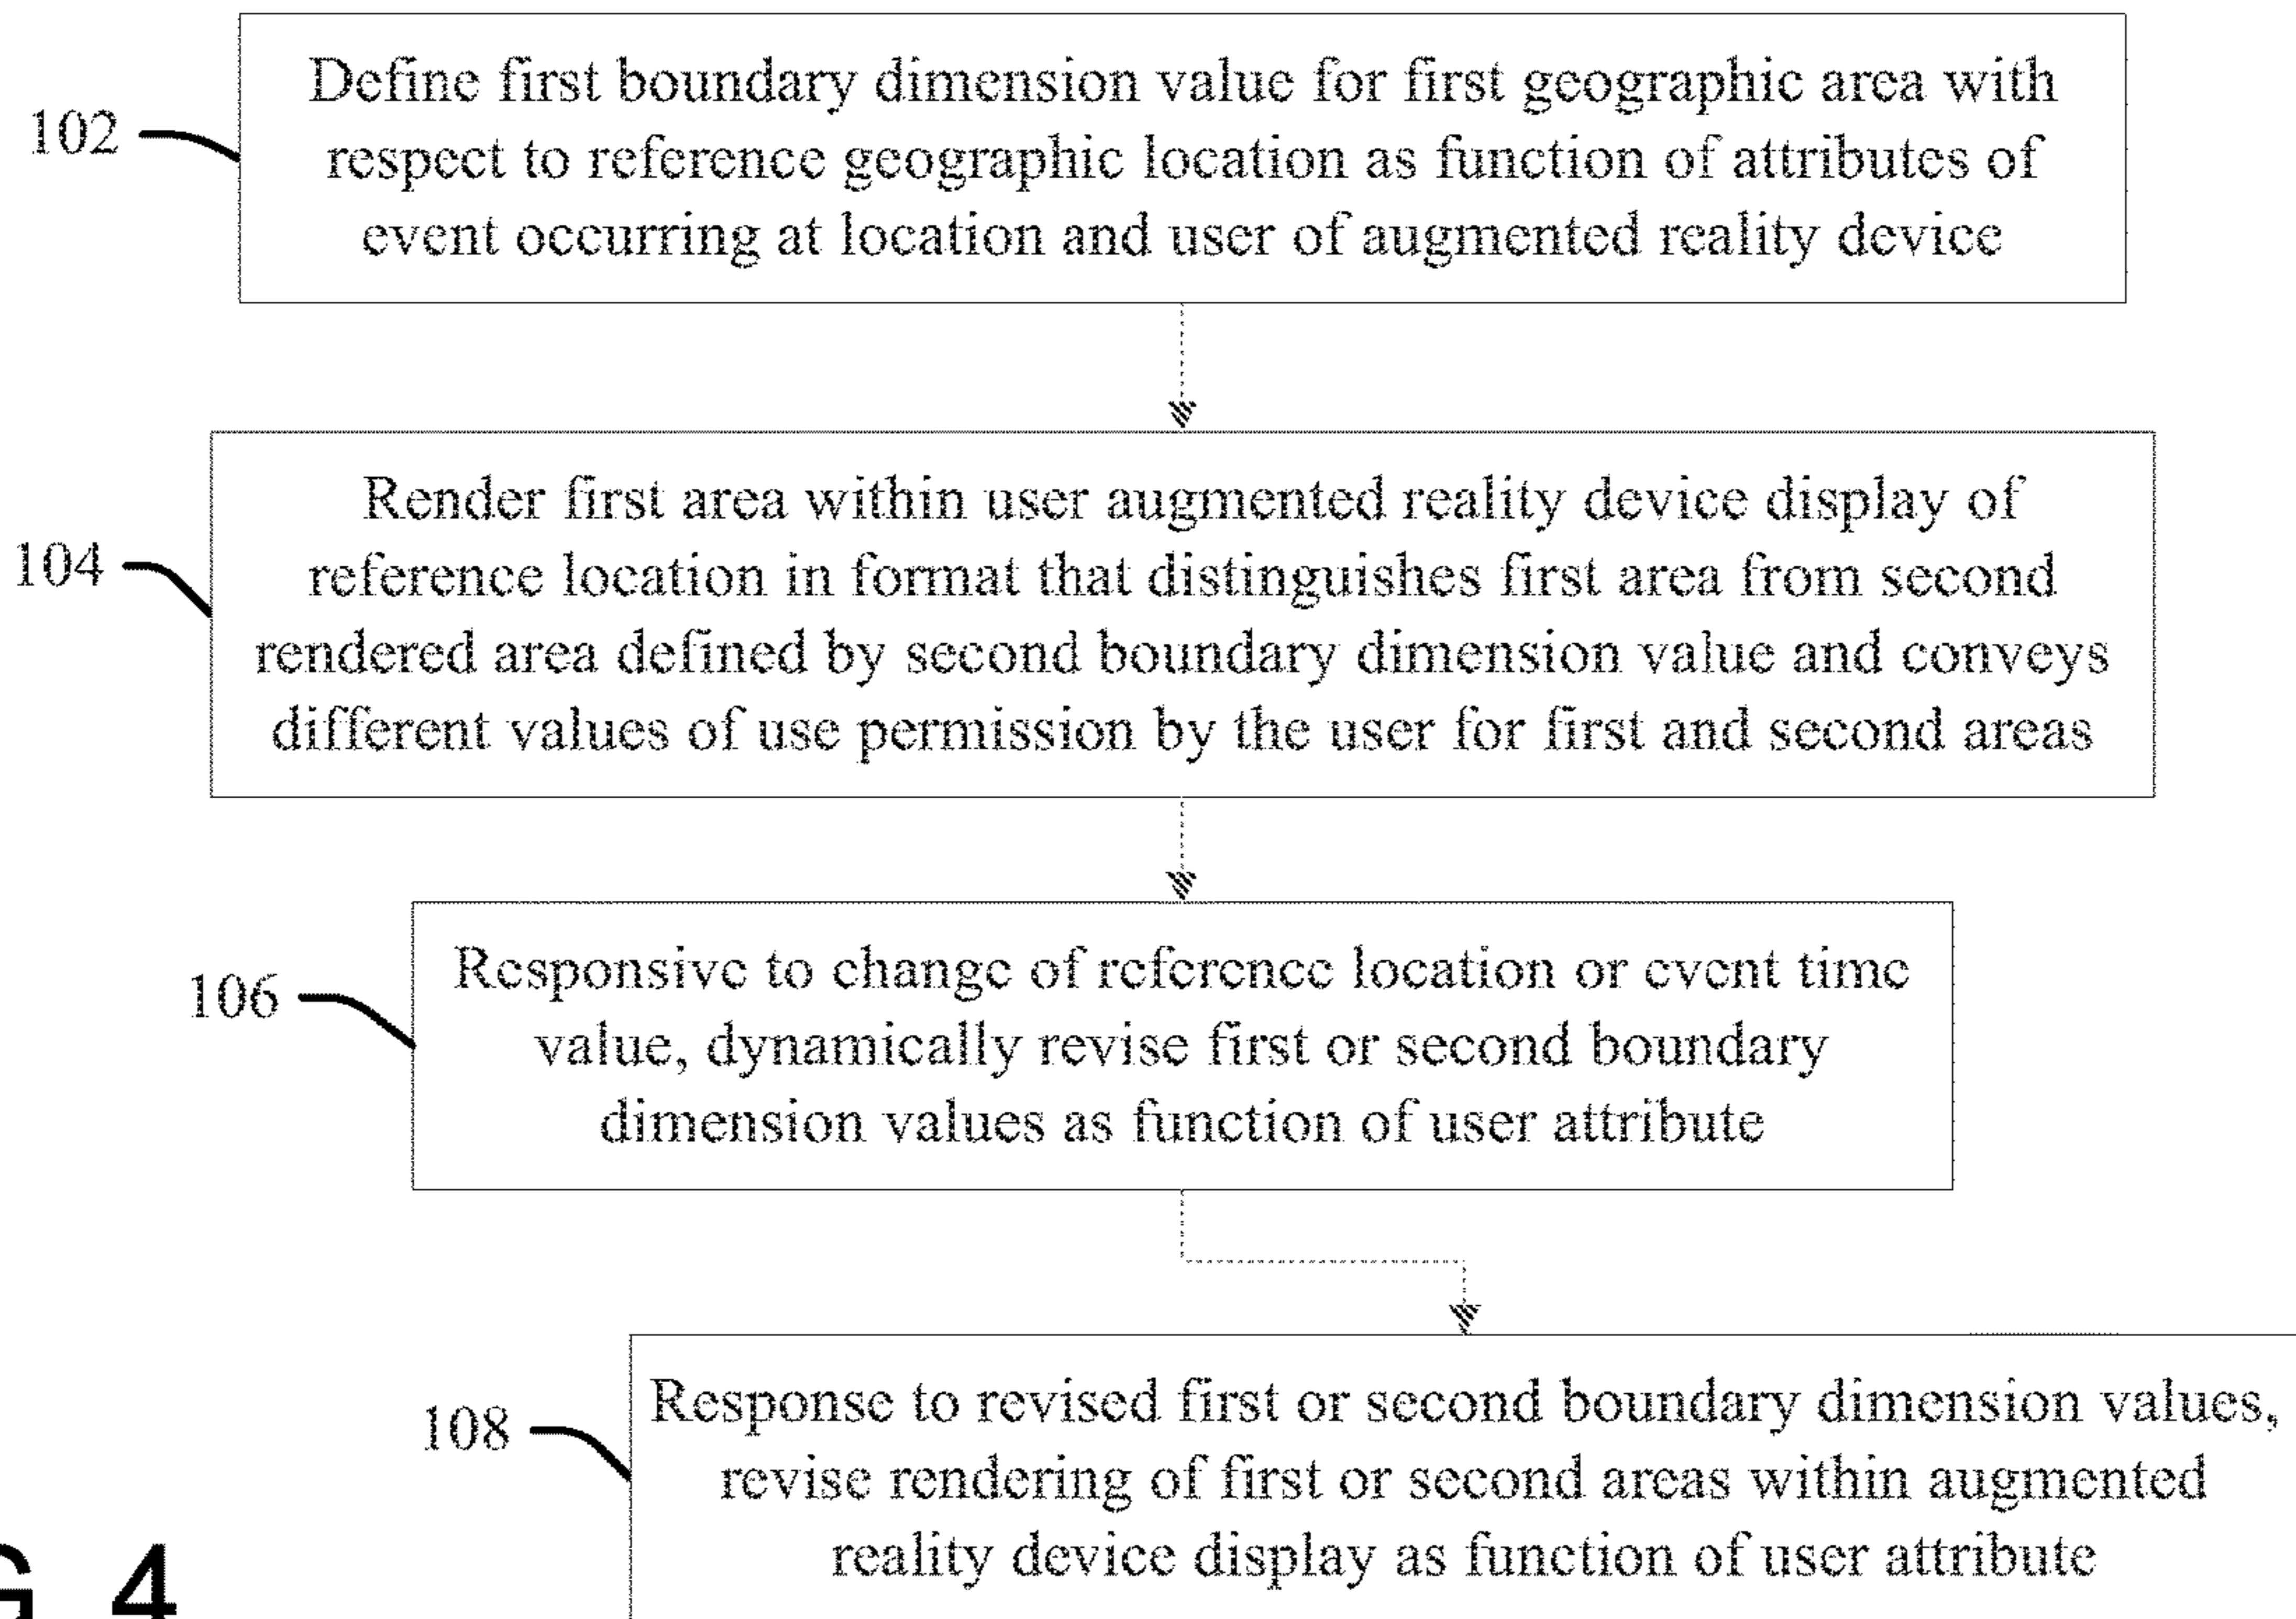 Define first boundary dimension value for first geographic area with
102
respect to reference geographic location as function of attributes of
event occurring at location and user of augmented reality device
Render first area within user augmented reality device display of
104
reference location in format that distinguishes first area from second
rendered area defined by second boundary dimension value and conveys
different values of use permission by the user for first and second areas
Responsive to change of reference location or event time
106
value, dynamically revise first or second boundary
dimension values as function of user attribute
Response to revised first or second boundary dimension values,
108
revise rendering of first or second areas within augmented
reality device display as function of user attribute
G 4